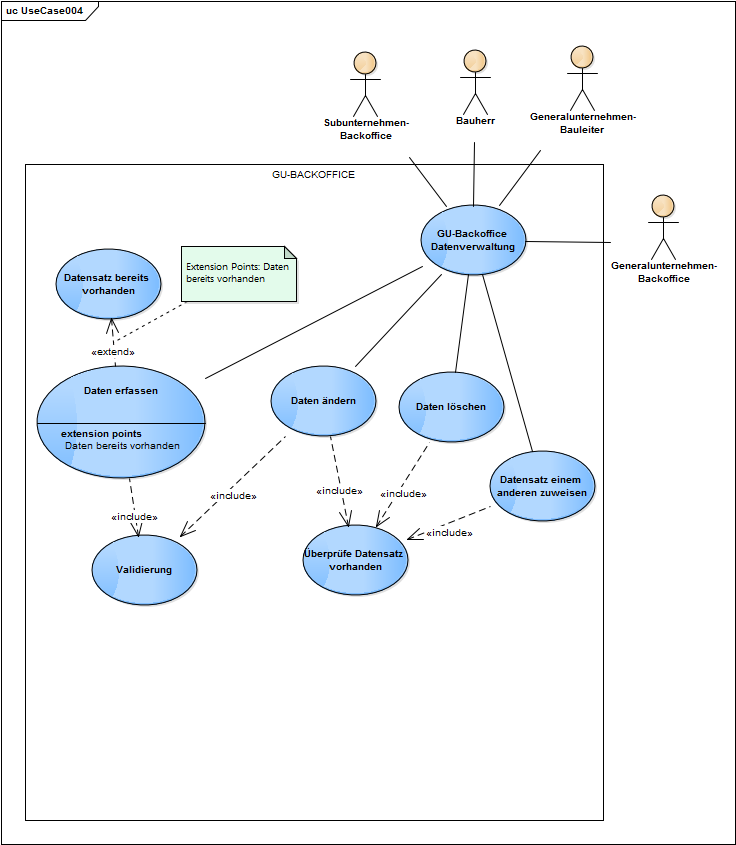 uc UseCase004
Subunternehmen-
Backoffice
Bauherr
Generalunternehmen-
Bauleiter
GU-BACKOFFICE
GU-Backoffice
Datenverwaltung
Generalunternehmen-
Backoffice
Datensatz bereits
vorhanden
Extension Points: Daten
bereits vorhanden
«extend»
Daten erfassen
extension points
Daten bereits vorhanden
Daten ändern
Daten löschen
Datensatz einem
anderen zuweisen
«include»
«include»
«include»
«include»
«include»
Validierung
Überprüfe Datensatz
vorhanden